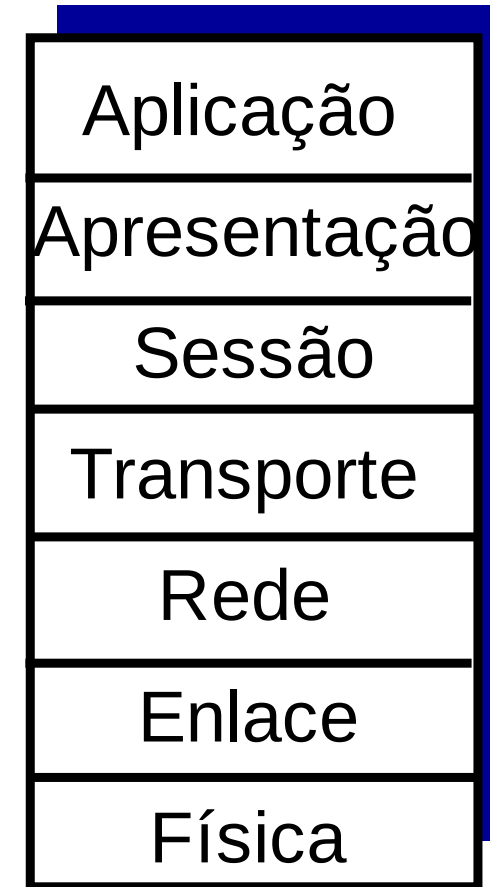 Aplicação
Apresentação
Sessão
Transporte
Rede
Enlace
Física